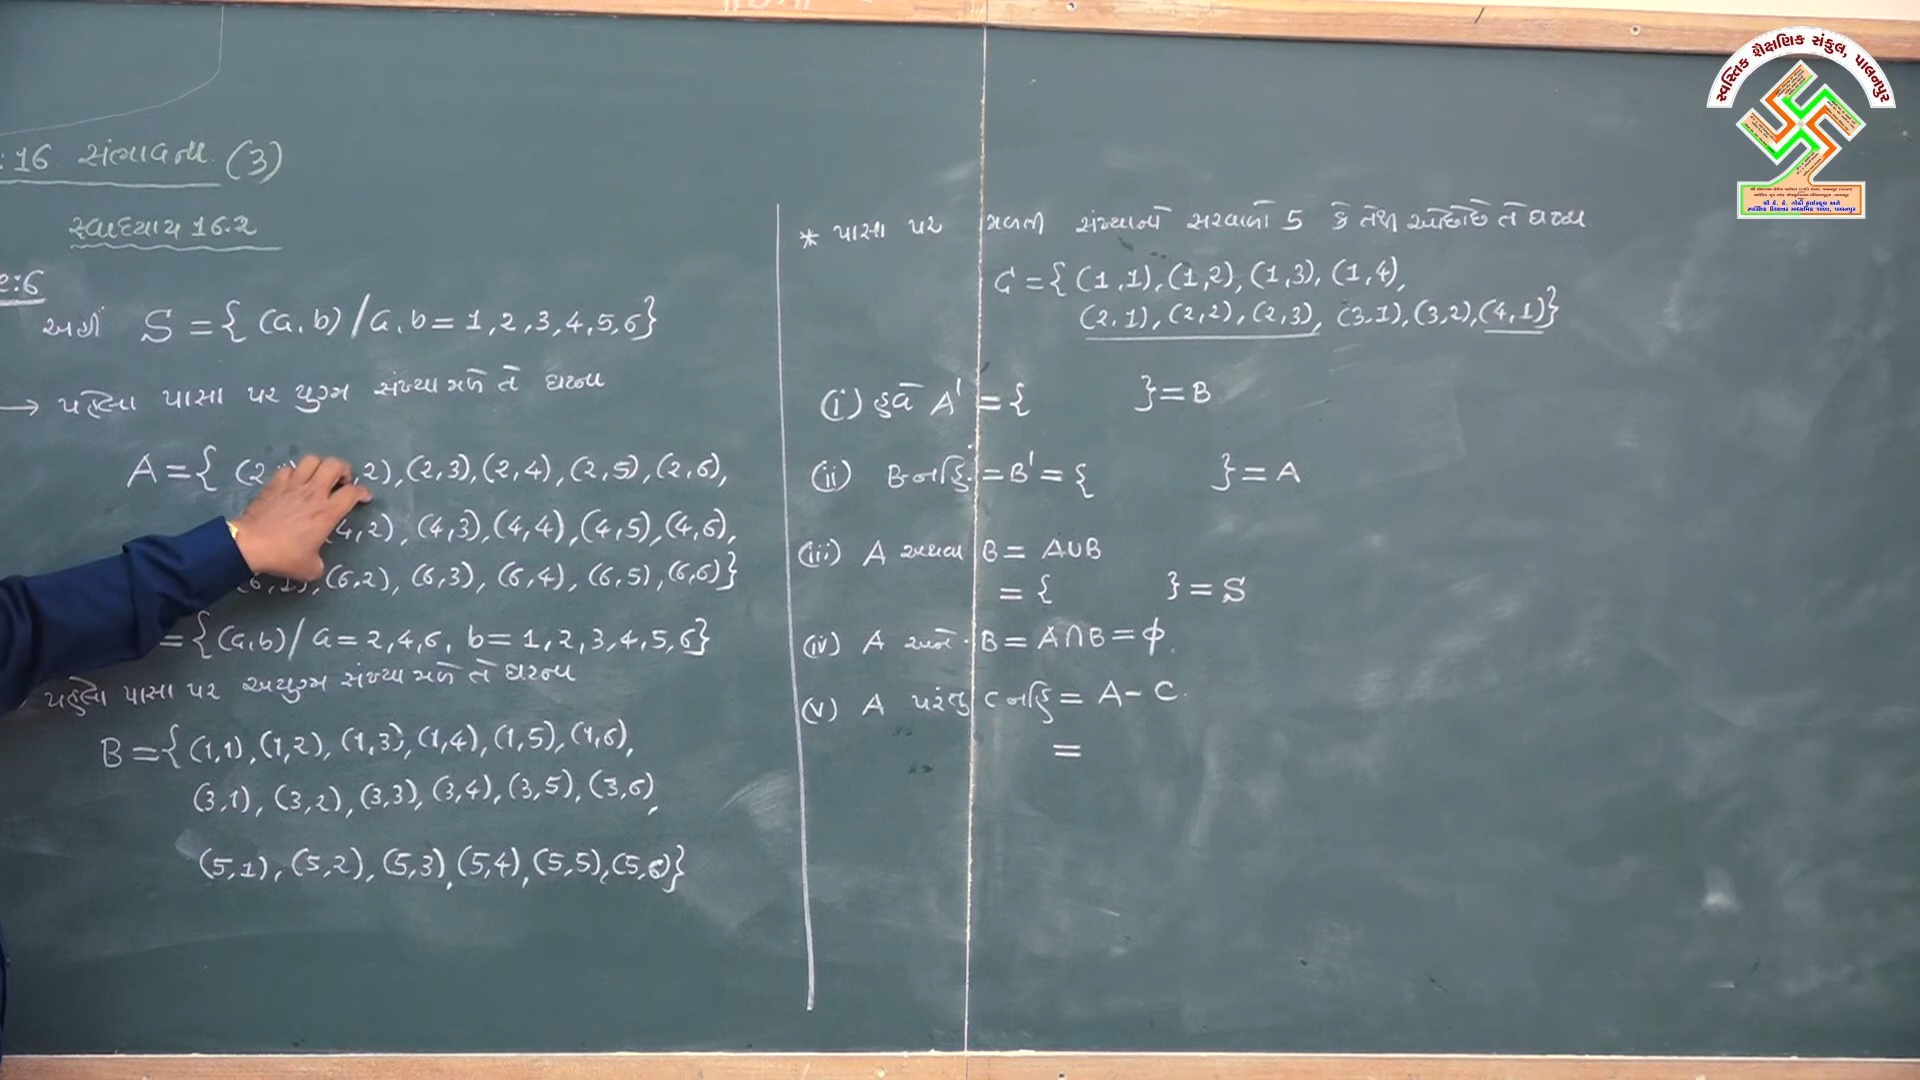 :16 સંભાવના (3)
સ્વાધ્યાય 16.2
:6
અહીં S = { (a, b) / a, b = 1, 2, 3, 4, 5, 6 }
→ પહેલા પાસા પર યુગ્મ સંખ્યા મળે તે ઘટના
A = { (2, ,2), (2,3), (2,4), (2,5), (2,6),
(4,2), (4,3), (4,4), (4,5), (4,6),
(6,1), (6,2), (6,3), (6,4), (6,5), (6,6) }
= { (a,b) / a = 2,4,6, b = 1,2,3,4,5,6 }
પહેલા પાસા પર અયુગ્મ સંખ્યા મળે તે ઘટના
B = { (1,1), (1,2), (1,3), (1,4), (1,5), (1,6),
(3,1), (3,2), (3,3), (3,4), (3,5), (3,6),
(5,1), (5,2), (5,3), (5,4), (5,5), (5,6) }
* પાસા પર મળતી સંખ્યાનો સરવાળો 5 કે તેથી ઓછો છે તે ઘટના
C = { (1,1), (1,2), (1,3), (1,4),
(2,1), (2,2), (2,3), (3,1), (3,2), (4,1) }
(i) હવે A' = { } = B
(ii) B નહિ = B' = { } = A
(iii) A અથવા B = A∪B
= { } = S
(iv) A અને B = A∩B = ϕ
(v) A પરંતુ C નહિ = A - C
=
સ્વસ્તિક શૈક્ષણિક સંકુલ, પાલનપુર